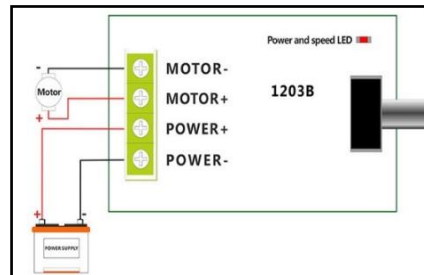 Power and speed LED
-
MOTOR-
Motor
MOTOR+
1203B
+
POWER+
POWER-
+ -
POWER SUPPLY